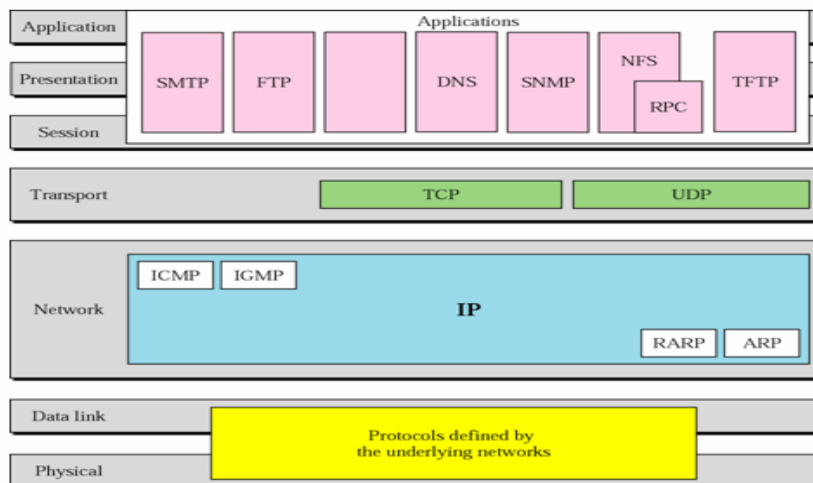 Application
Applications
Presentation
SMTP
FTP
DNS
SNMP
NFS
RPC
TFTP
Session
Transport
TCP
UDP
Network
ICMP
IGMP
IP
RARP
ARP
Data link
Protocols defined by
the underlying networks
Physical